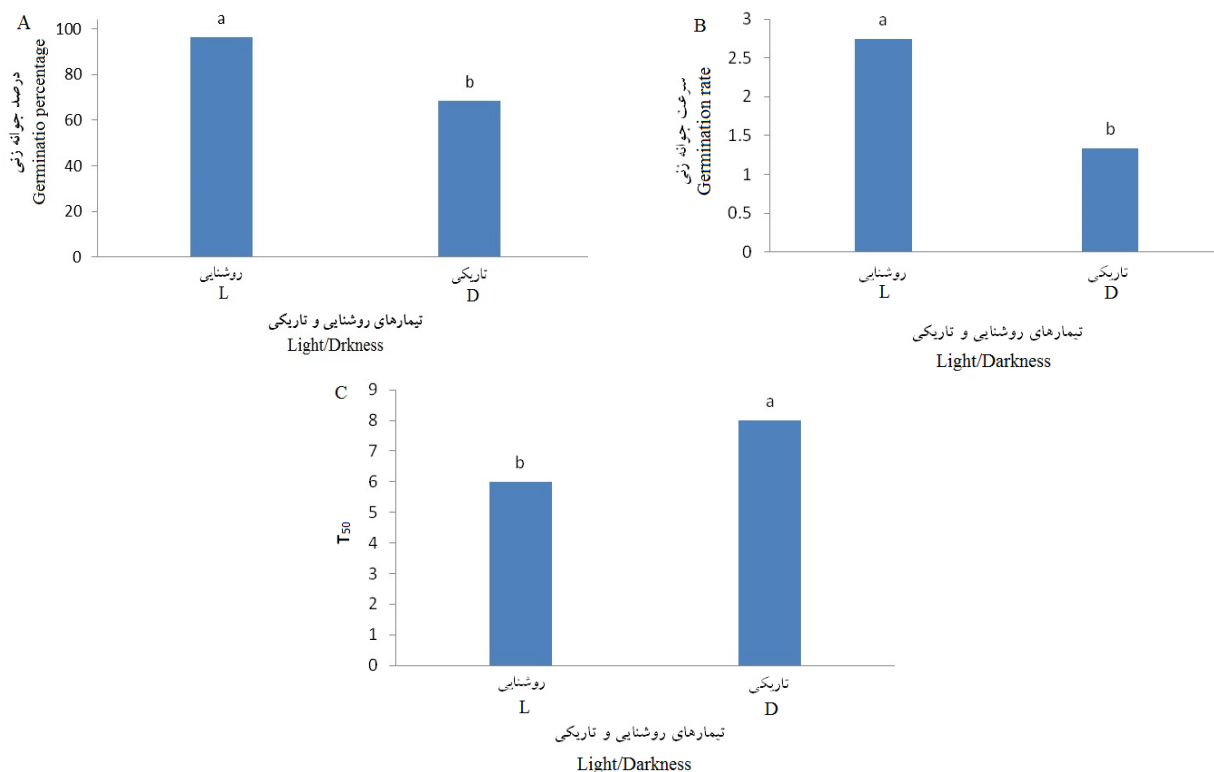 A
درصد جوانه زنی
Germinatio percentage
100
80
60
40
20
0
a
b
روشنایی
تاریکی
L
D
تیمارهای روشنایی و تاریکی
Light/Drkness
B
سرعت جوانه زنی
Germination rate
3
2.5
2
1.5
1
0.5
0
a
b
روشنایی
تاریکی
L
D
تیمارهای روشنایی و تاریکی
Light/Darkness
C
T50
9
8
7
6
5
4
3
2
1
0
b
a
روشنایی
تاریکی
L
D
تیمارهای روشنایی و تاریکی
Light/Darkness